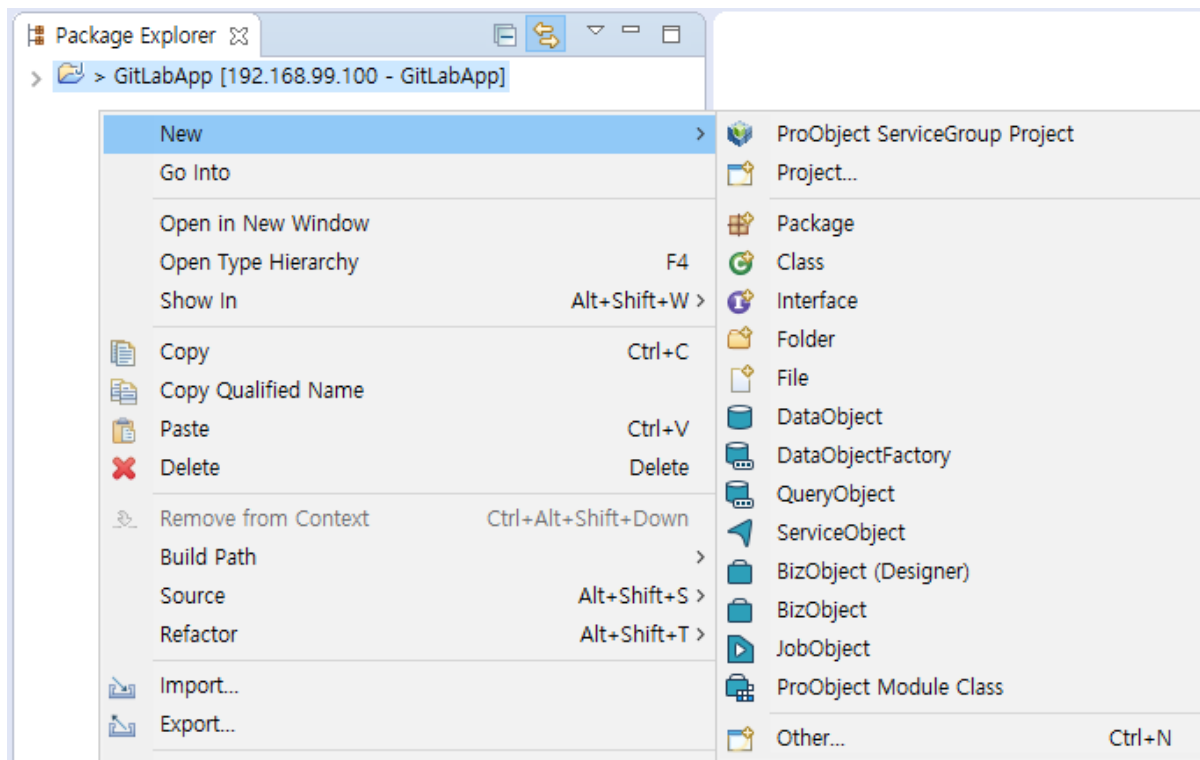 Package Explorer
> GitLabApp [192.168.99.100 - GitLabApp]
New
Go Into
Open in New Window
Open Type Hierarchy F4
Show In Alt+Shift+W >
Copy Ctrl+C
Copy Qualified Name
Paste Ctrl+V
Delete Delete
Remove from Context Ctrl+Alt+Shift+Down
Build Path
Source Alt+Shift+S >
Refactor Alt+Shift+T >
Import...
Export...
ProObject ServiceGroup Project
Project...
Package
Class
Interface
Folder
File
DataObject
DataObjectFactory
QueryObject
ServiceObject
BizObject (Designer)
BizObject
JobObject
ProObject Module Class
Other... Ctrl+N